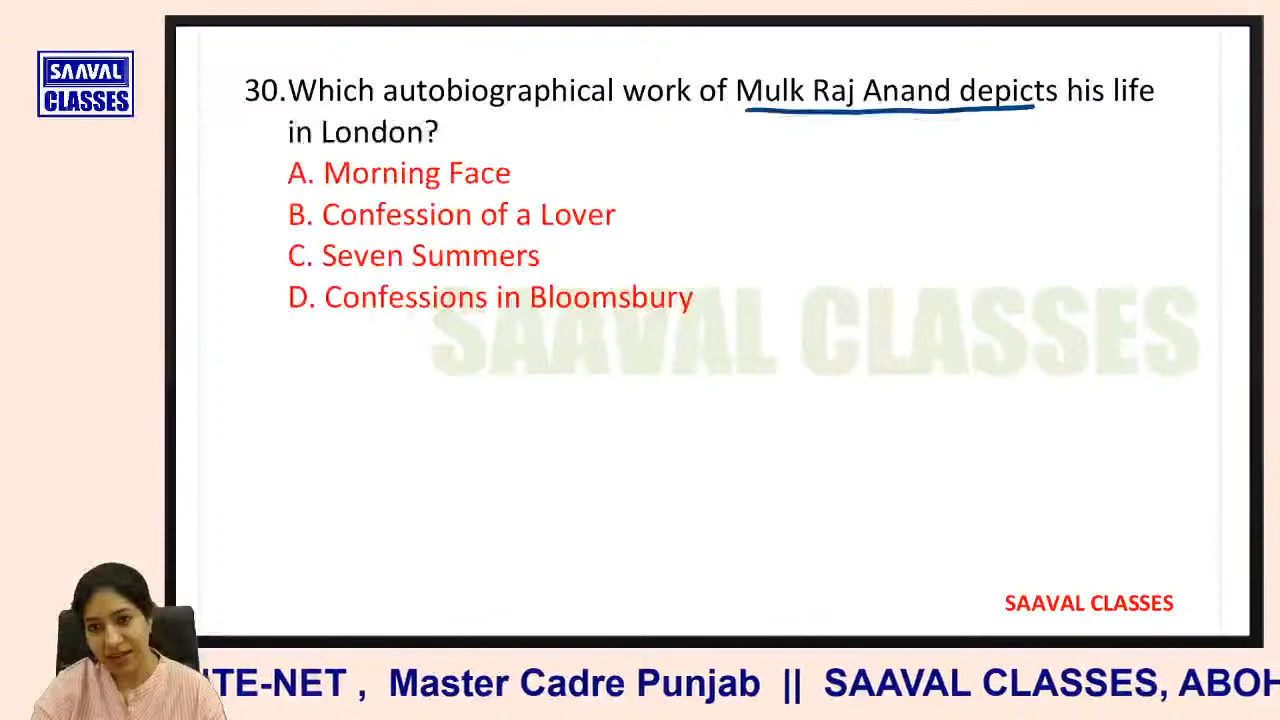 SAAVAL
CLASSES
30.Which autobiographical work of Mulk Raj Anand depicts his life
in London?
A. Morning Face
B. Confession of a Lover
C. Seven Summers
D. Confessions in Bloomsbury
SAAVAL CLASSES
SAAVAL CLASSES
TE-NET , Master Cadre Punjab || SAAVAL CLASSES, ABOH